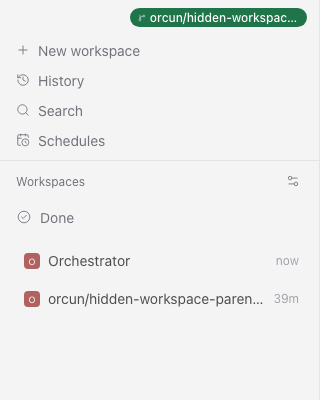 orcun/hidden-workspac...
New workspace
History
Search
Schedules
Workspaces
Done
O Orchestrator now
O orcun/hidden-workspace-paren... 39m